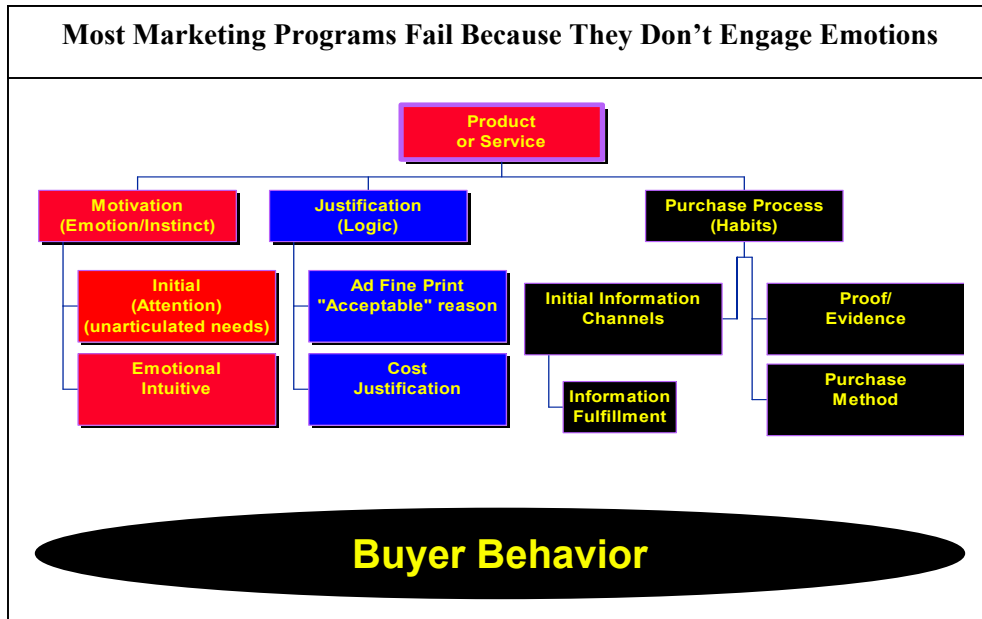 Most Marketing Programs Fail Because They Don’t Engage Emotions
Product
or Service
Motivation
(Emotion/Instinct)
Justification
(Logic)
Purchase Process
(Habits)
Initial
(Attention)
(unarticulated needs)
Ad Fine Print
"Acceptable" reason
Initial Information
Channels
Proof/
Evidence
Emotional
Intuitive
Cost
Justification
Information
Fulfillment
Purchase
Method
Buyer Behavior